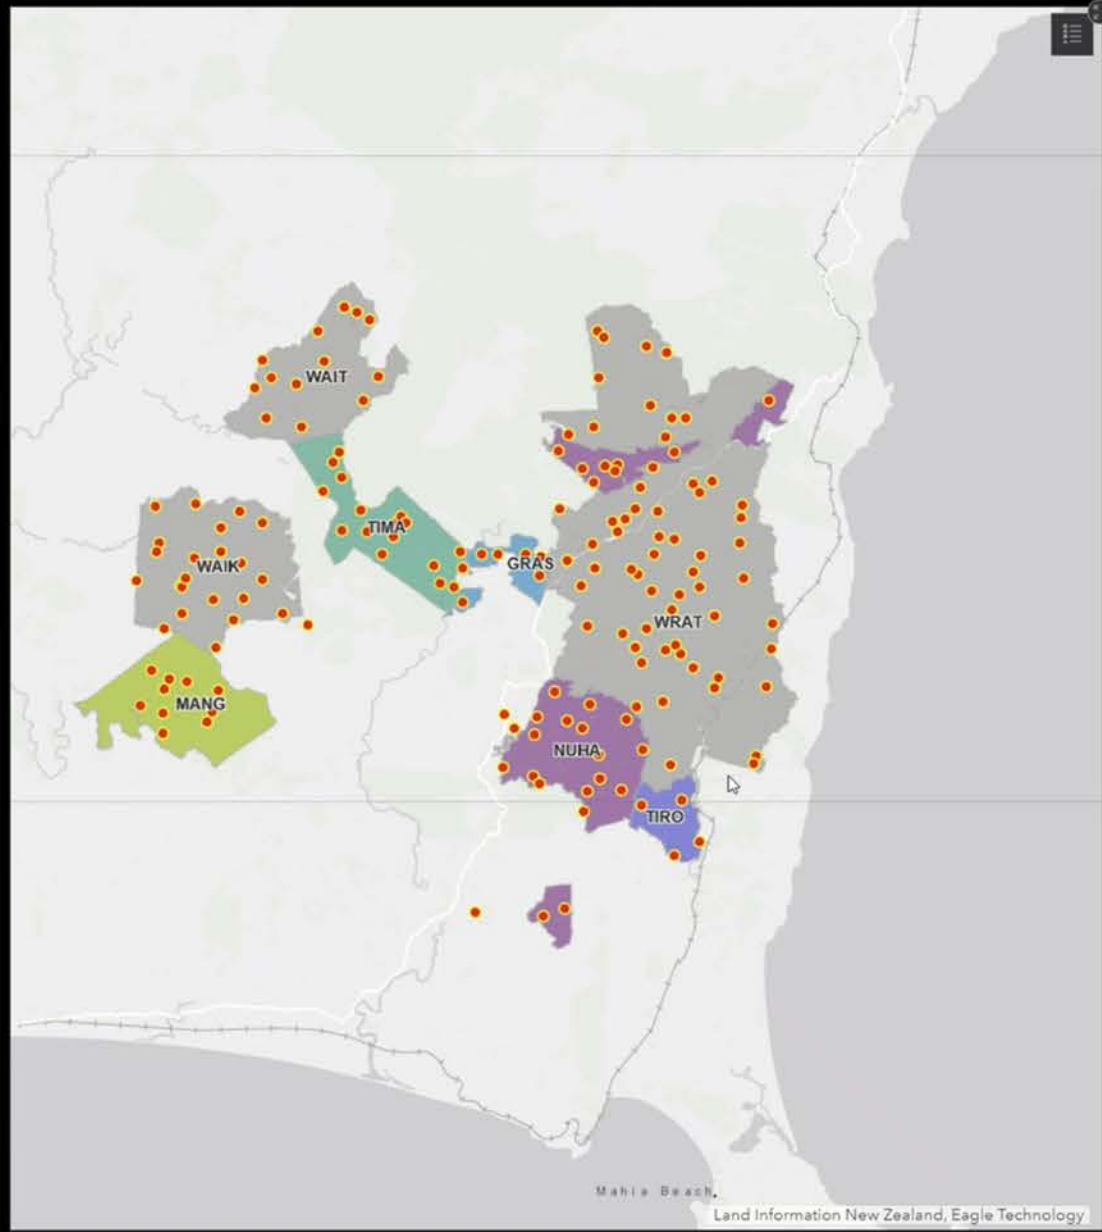 WAIT
TIMA
GRAS
WAIK
WRAT
MANG
NUHA
TIRO
Mahia Beach
Land Information New Zealand, Eagle Technology